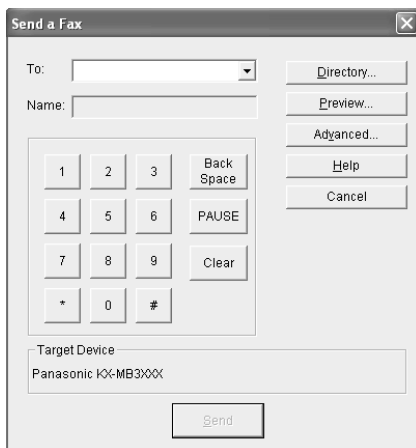 Send a Fax
To:
Directory...
Name:
Preview...
Advanced...
1 2 3 Back Space
Help
Cancel
4 5 6 PAUSE
7 8 9 Clear
* 0 #
Target Device
Panasonic KX-MB3XXX
Send